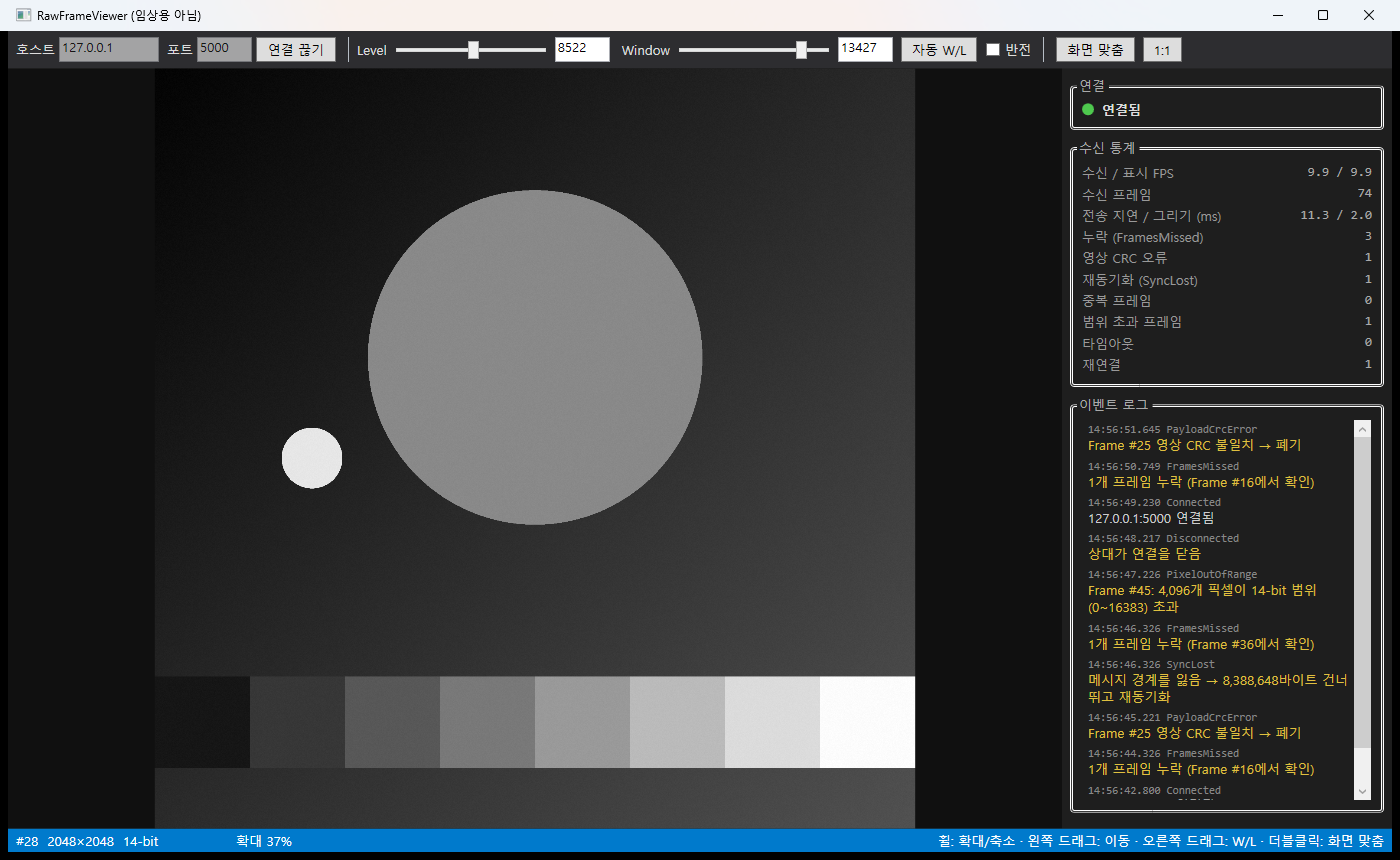 RawFrameViewer (임상용 아님)
호스트 127.0.0.1 포트 5000 연결 끊기 Level 8522 Window 13427 자동 W/L 반전 화면 맞춤 1:1
연결
연결됨
수신 통계
수신 / 표시 FPS 9.9 / 9.9
수신 프레임 74
전송 지연 / 그리기 (ms) 11.3 / 2.0
누락 (FramesMissed) 3
영상 CRC 오류 1
재동기화 (SyncLost) 1
중복 프레임 0
범위 초과 프레임 1
타임아웃 0
재연결 1
이벤트 로그
14:56:51.645 PayloadCrcError
Frame #25 영상 CRC 불일치 → 폐기
14:56:50.749 FramesMissed
1개 프레임 누락 (Frame #16에서 확인)
14:56:49.230 Connected
127.0.0.1:5000 연결됨
14:56:48.217 Disconnected
상대가 연결을 닫음
14:56:47.226 PixelOutOfRange
Frame #45: 4,096개 픽셀이 14-bit 범위
(0~16383) 초과
14:56:46.326 FramesMissed
1개 프레임 누락 (Frame #36에서 확인)
14:56:46.326 SyncLost
메시지 경계를 잃음 → 8,388,648바이트 건너
뛰고 재동기화
14:56:45.221 PayloadCrcError
Frame #25 영상 CRC 불일치 → 폐기
14:56:44.326 FramesMissed
1개 프레임 누락 (Frame #16에서 확인)
14:56:42.800 Connected
#28 2048×2048 14-bit 확대 37% 휠: 확대/축소 · 왼쪽 드래그: 이동 · 오른쪽 드래그: W/L · 더블클릭: 화면 맞춤